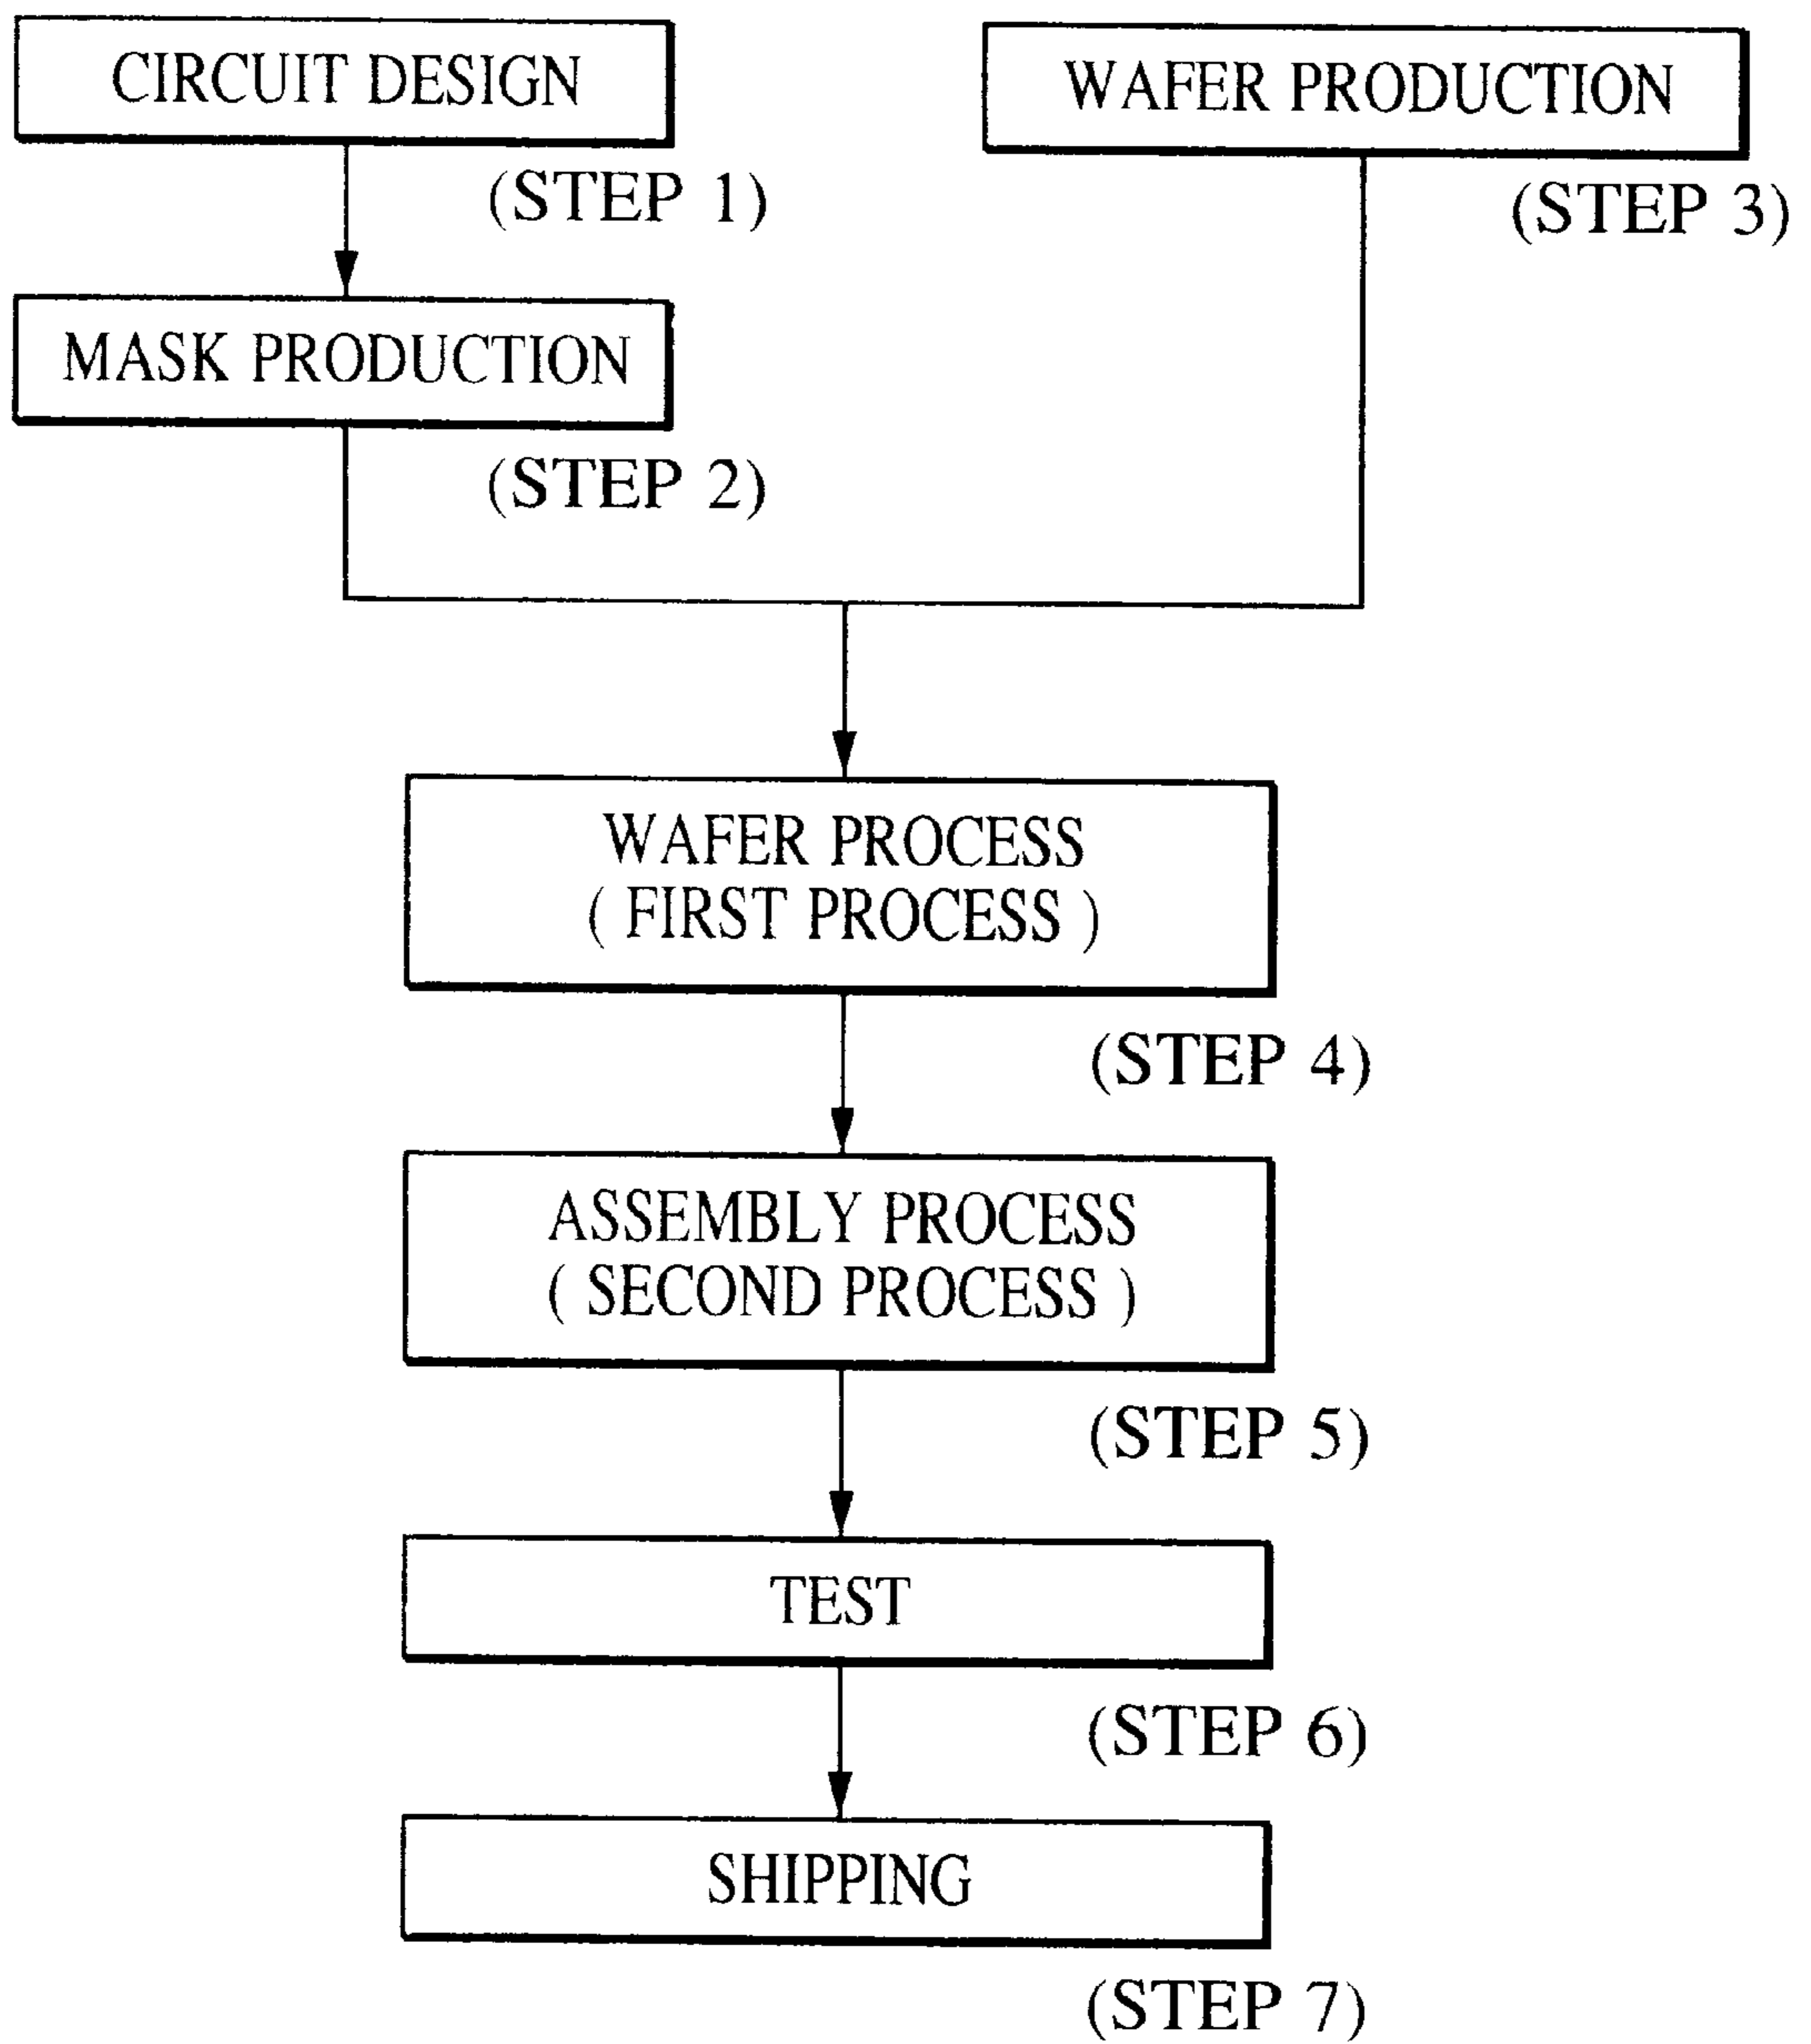 CIRCUIT DESIGN
(STEP 1)
WAFER PRODUCTION
(STEP 3)
MASK PRODUCTION
(STEP 2)
WAFER PROCESS
( FIRST PROCESS )
(STEP 4)
ASSEMBLY PROCESS
( SECOND PROCESS )
(STEP 5)
TEST
(STEP 6)
SHIPPING
(STEP 7)